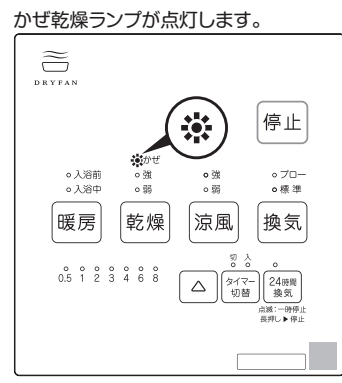 かぜ乾燥ランプが点灯します。
DRYFAN
停止
かぜ
入浴前 強 強 ブロー
入浴中 弱 弱 標準
暖房 乾燥 涼風 換気
切 入
0.5 1 2 3 4 6 8
タイマー切替
24時間換気
点滅:一時停止
長押し▶停止